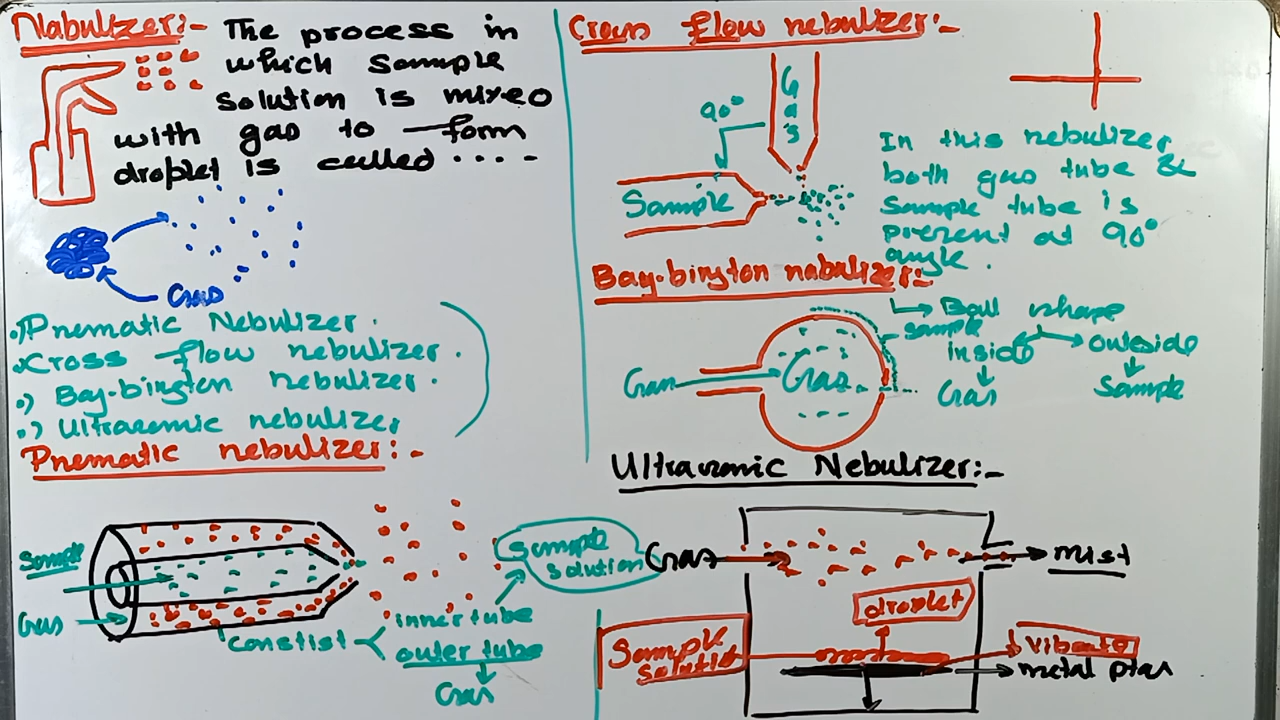 Nabulizer:-
The process in
which sample
solution is mixed
with gas to form
droplet is called ....
Gas
.) Pnematic Nebulizer.
.) Cross flow nebulizer.
.) Bay-bington nebulizer.
.) Ultrasonic nebulizer
Pnematic nebulizer:-
Sample
Gas
Constist
inner tube
outer tube
Gas
Sample
solution
Cross flow nebulizer:-
Gas
90°
Sample
In this nebulizer
both gas tube &
Sample tube is
present at 90°
angle.
Bay-bington nabulizer:-
Ball shape
sample
inside
outside
Gas
Sample
Gas
Gas
Ultrasonic Nebulizer:-
Gas
mist
droplet
Sample
solution
vibrate
metal plas